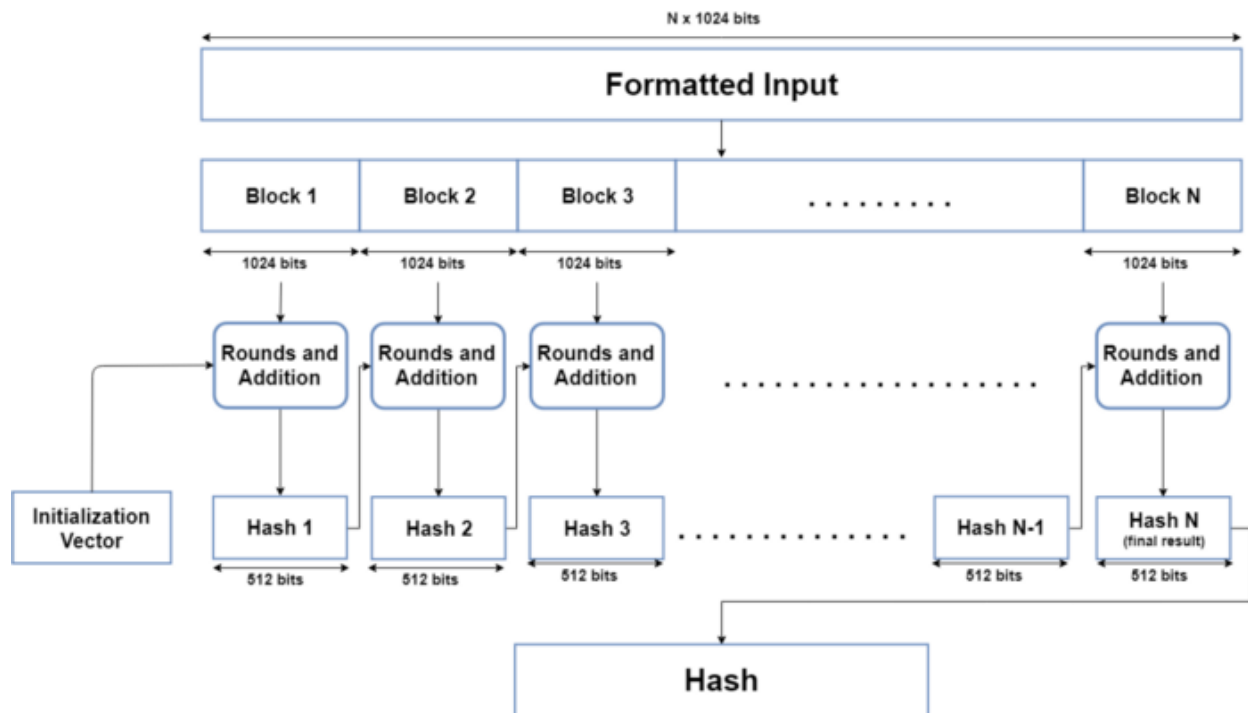 N x 1024 bits
Formatted Input
Block 1 Block 2 Block 3 . . . . . . . . . Block N
1024 bits 1024 bits 1024 bits 1024 bits
Rounds and Addition
Rounds and Addition
Rounds and Addition
. . . . . . . . . . . . . . . . . . . .
Rounds and Addition
Initialization
Vector
Hash 1 Hash 2 Hash 3 . . . . . . . . . . . . . . Hash N-1 Hash N
(final result)
512 bits 512 bits 512 bits 512 bits 512 bits
Hash